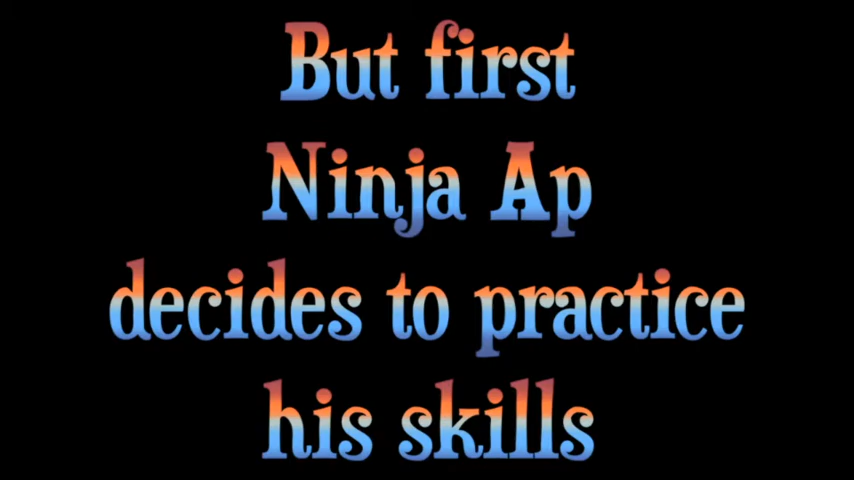 But first
Ninja Ap
decides to practice
his skills